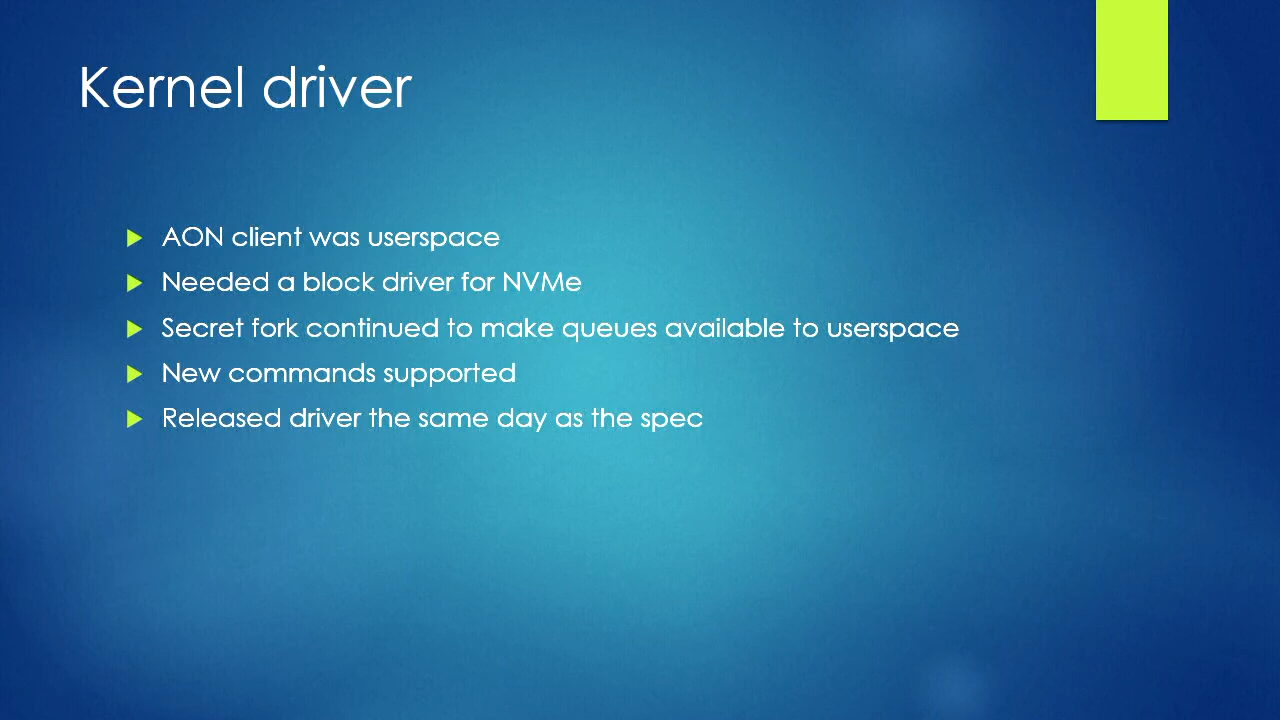 Kernel driver
AON client was userspace
Needed a block driver for NVMe
Secret fork continued to make queues available to userspace
New commands supported
Released driver the same day as the spec